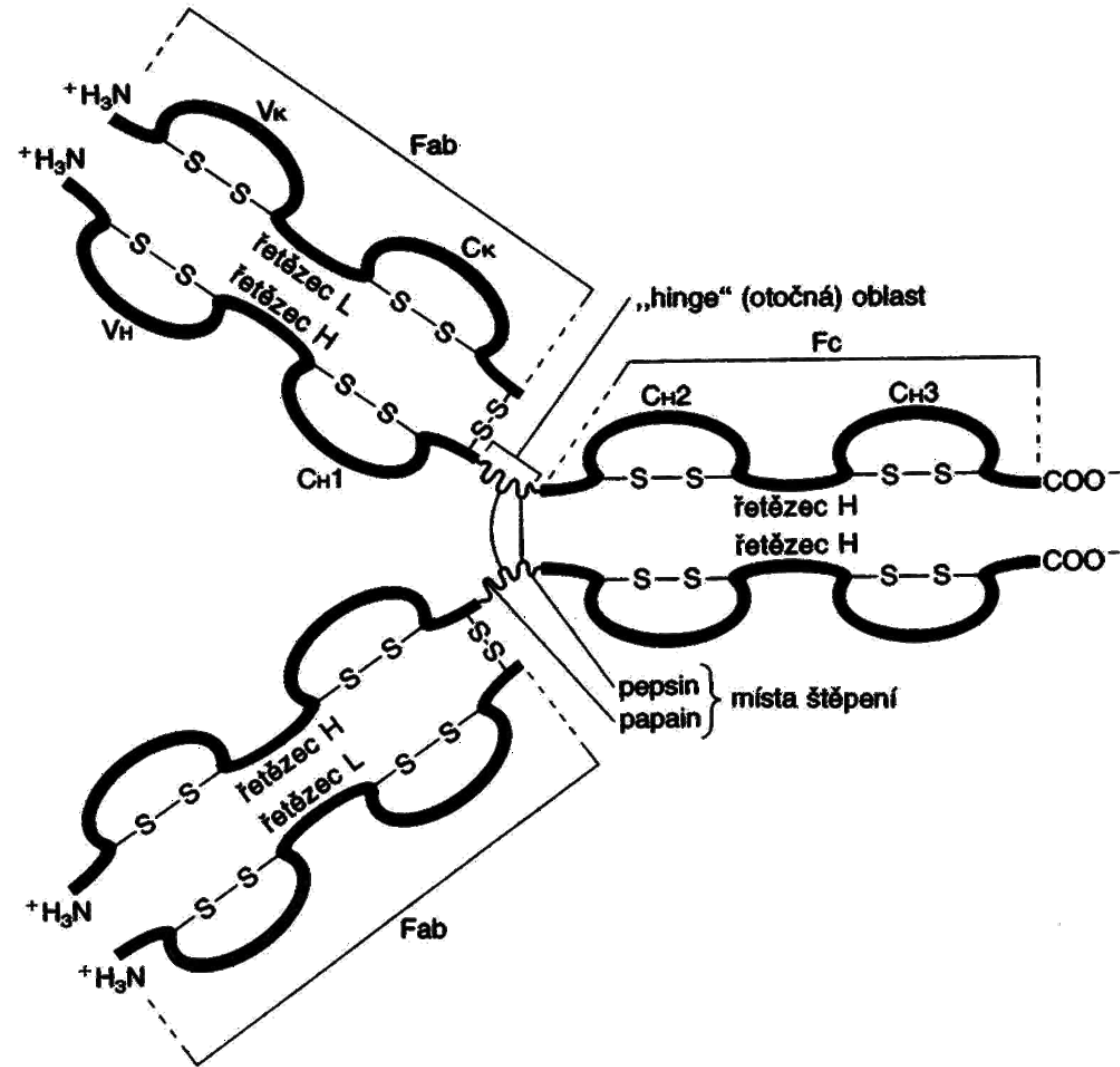 +H3N
Vκ
Fab
+H3N
S
S
S
S
řetězec L
řetězec H
Cκ
VH
S
S
S
S
CH1
S
S
„hinge“ (otočná) oblast
Fc
CH2
CH3
S–S
S–S
COO−
řetězec H
řetězec H
S–S
S–S
COO−
S
S
S
S
pepsin
papain
místa štěpení
řetězec H
řetězec L
S
S
S
S
S
S
+H3N
+H3N
Fab